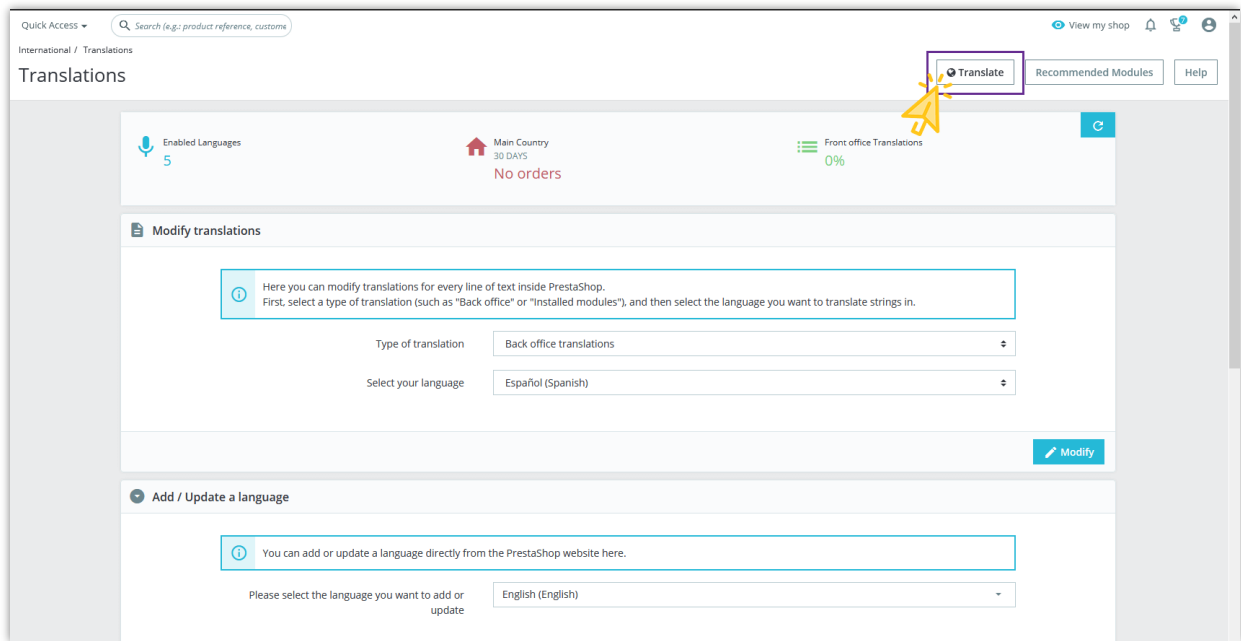 Quick Access
Search (e.g.: product reference, custome
View my shop
7
International / Translations
Translations
Translate
Recommended Modules
Help
Enabled Languages
5
Main Country
30 DAYS
No orders
Front office Translations
0%
Modify translations
Here you can modify translations for every line of text inside PrestaShop.
First, select a type of translation (such as "Back office" or "Installed modules"), and then select the language you want to translate strings in.
Type of translation
Back office translations
Select your language
Español (Spanish)
Modify
Add / Update a language
You can add or update a language directly from the PrestaShop website here.
Please select the language you want to add or
update
English (English)